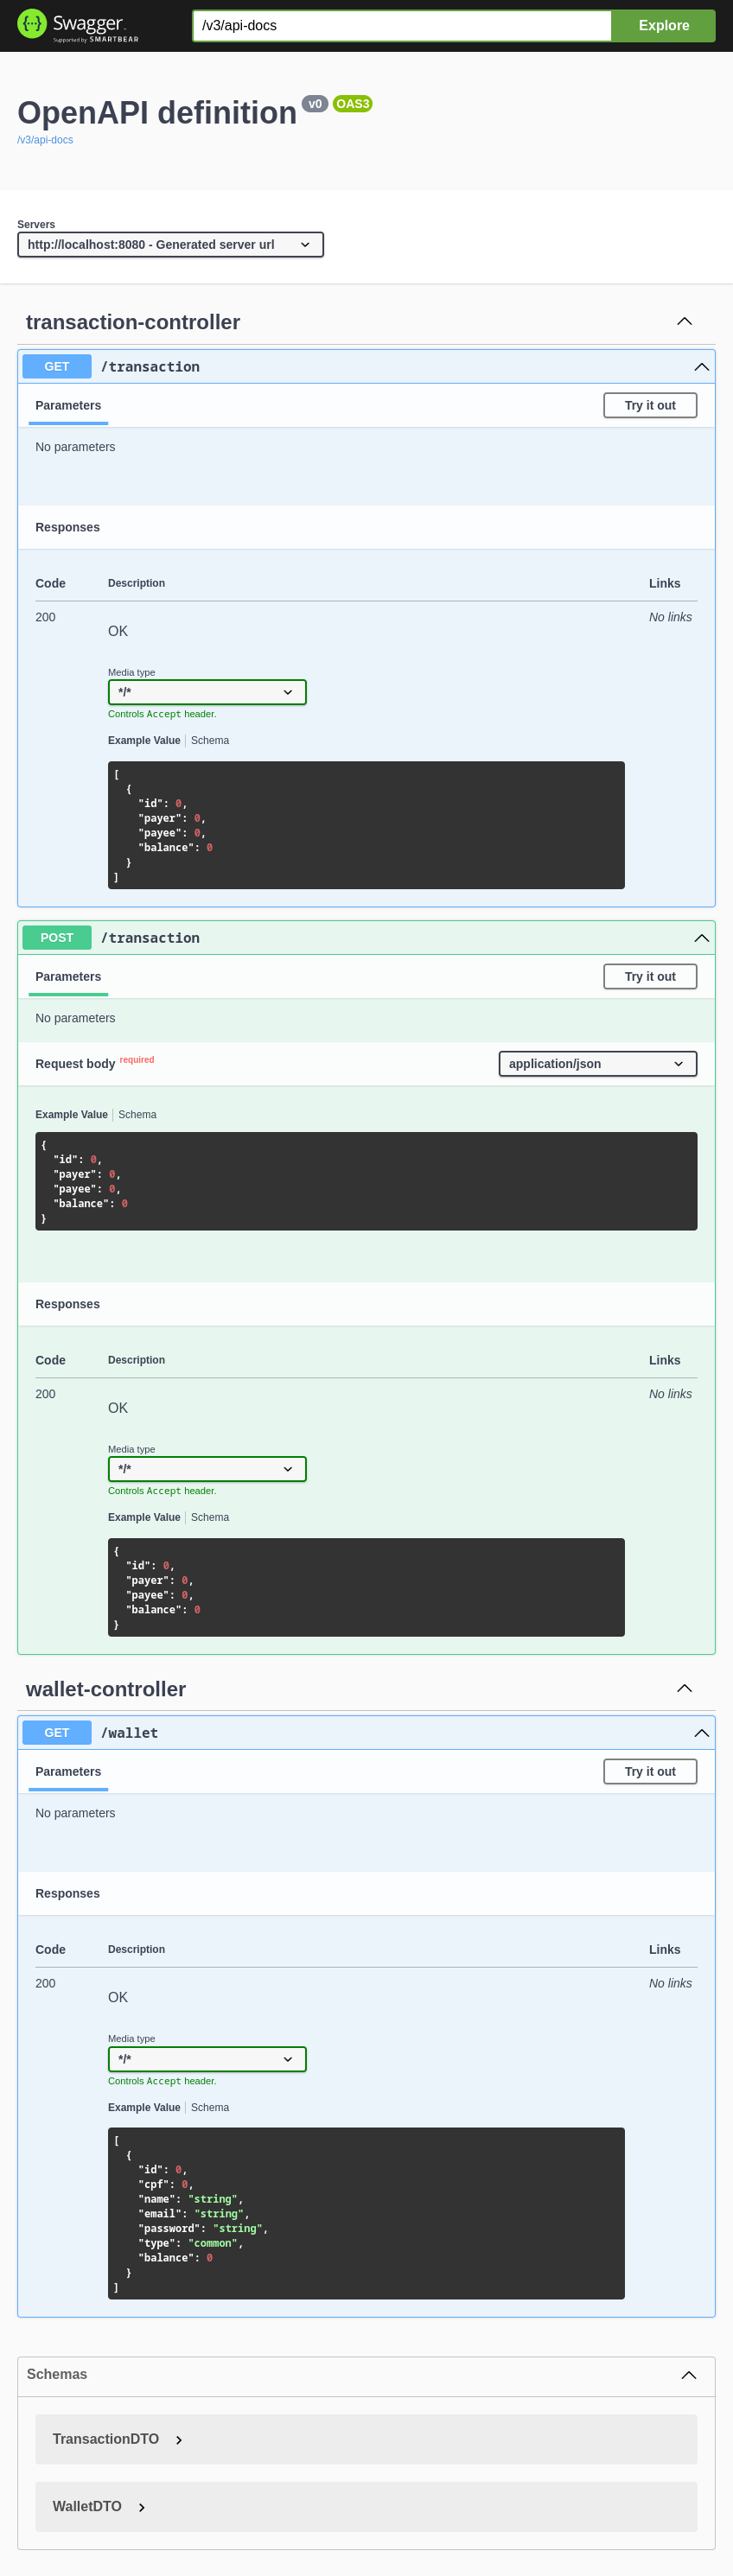 Swagger
Supported by SMARTBEAR
/v3/api-docs
Explore
OpenAPI definition v0 OAS3
/v3/api-docs
Servers
http://localhost:8080 - Generated server url
transaction-controller
GET /transaction
Parameters
Try it out
No parameters
Responses
Code Description Links
200 OK No links
Media type
*/*
Controls Accept header.
Example Value Schema
[
  {
    "id": 0,
    "payer": 0,
    "payee": 0,
    "balance": 0
  }
]
POST /transaction
Parameters
Try it out
No parameters
Request body required
application/json
Example Value Schema
{
  "id": 0,
  "payer": 0,
  "payee": 0,
  "balance": 0
}
Responses
Code Description Links
200 OK No links
Media type
*/*
Controls Accept header.
Example Value Schema
{
  "id": 0,
  "payer": 0,
  "payee": 0,
  "balance": 0
}
wallet-controller
GET /wallet
Parameters
Try it out
No parameters
Responses
Code Description Links
200 OK No links
Media type
*/*
Controls Accept header.
Example Value Schema
[
  {
    "id": 0,
    "cpf": 0,
    "name": "string",
    "email": "string",
    "password": "string",
    "type": "common",
    "balance": 0
  }
]
Schemas
TransactionDTO
WalletDTO